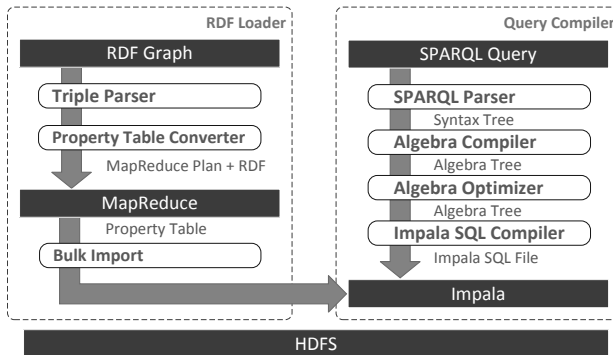 RDF Loader
RDF Graph
Triple Parser
Property Table Converter
MapReduce Plan + RDF
MapReduce
Property Table
Bulk Import
Query Compiler
SPARQL Query
SPARQL Parser
Syntax Tree
Algebra Compiler
Algebra Tree
Algebra Optimizer
Algebra Tree
Impala SQL Compiler
Impala SQL File
Impala
HDFS